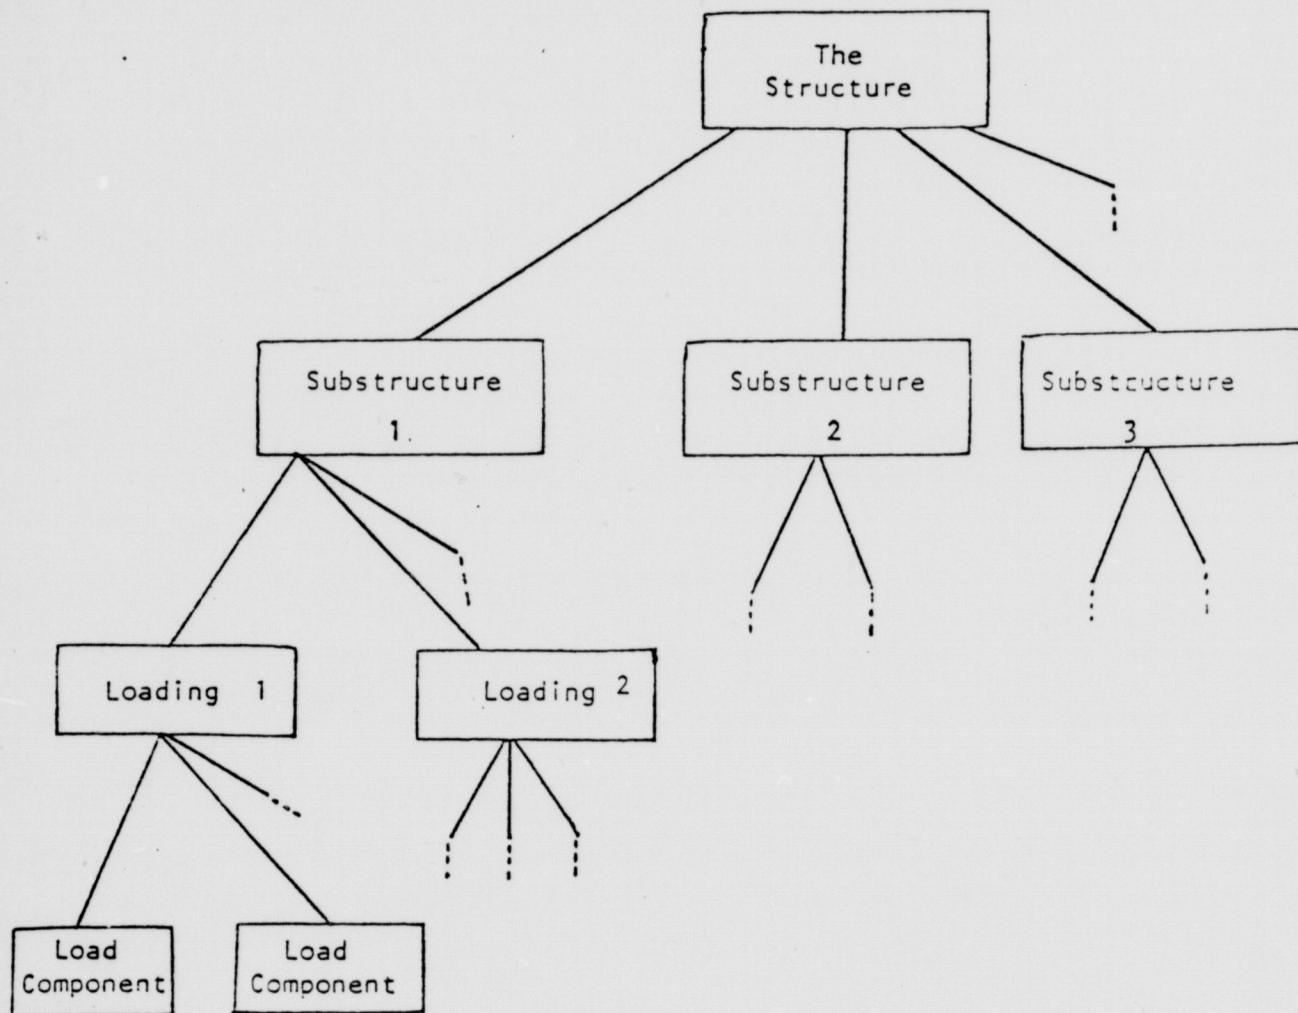 The
Structure
Substructure
1
Substructure
2
Substructure
3
Loading 1
Loading 2
Load
Component
Load
Component